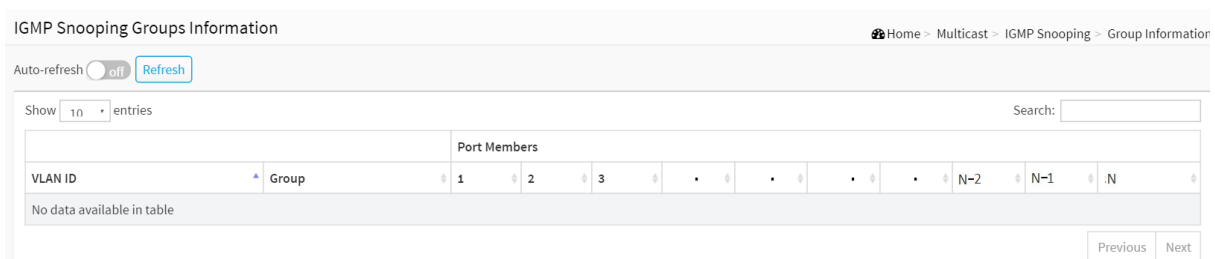 IGMP Snooping Groups Information
Home > Multicast > IGMP Snooping > Group Information
Auto-refresh off Refresh
Show 10 entries
Search:
Port Members
VLAN ID Group 1 2 3 . . . . N-2 N-1 .N
No data available in table
Previous Next